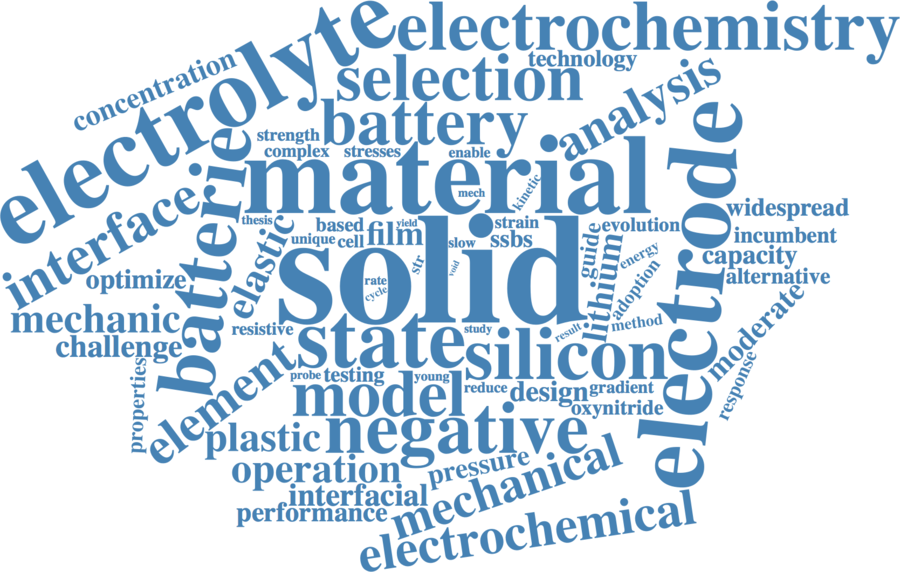 electrochemistry
electrolyte
technology
concentration
selection
analysis
battery
strength
complex
stresses
enable
material
mech
kinetic
electrode
batterie
interface
thesis
elastic
based
film
yield
strain
unique
cell
slow
ssbs
guide
evolution
widespread
incumbent
capacity
alternative
solid
str
void
rate
cycle
lithium
energy
adoption
optimize
mechanic
challenge
resistive
state
study
result
method
moderate
response
silicon
properties
element
probe
testing
young
reduce
design
gradient
oxynitride
model
plastic
negative
operation
pressure
mechanical
interfacial
performance
electrochemical